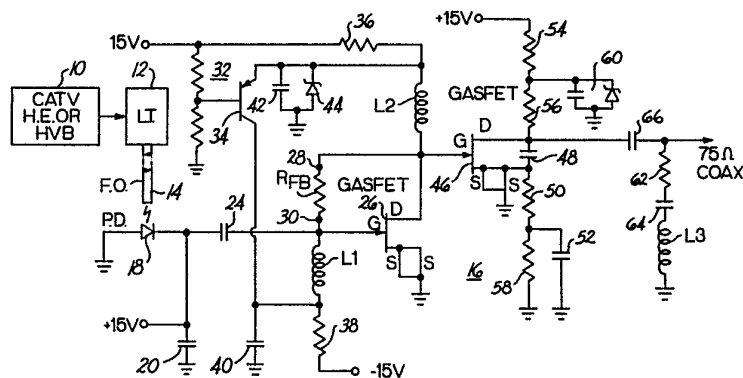 15V
36
+15V
54
10
12
32
60
CATV
H.E. OR
HVB
LT
42
44
L2
GASFET
56
66
34
G
D
28
RFB
GASFET
46
S
S
48
75Ω
COAX
F.O.
14
24
26
D
50
62
P.D.
30
G
64
18
L1
S
S
16
52
L3
58
+15V
38
20
40
-15V